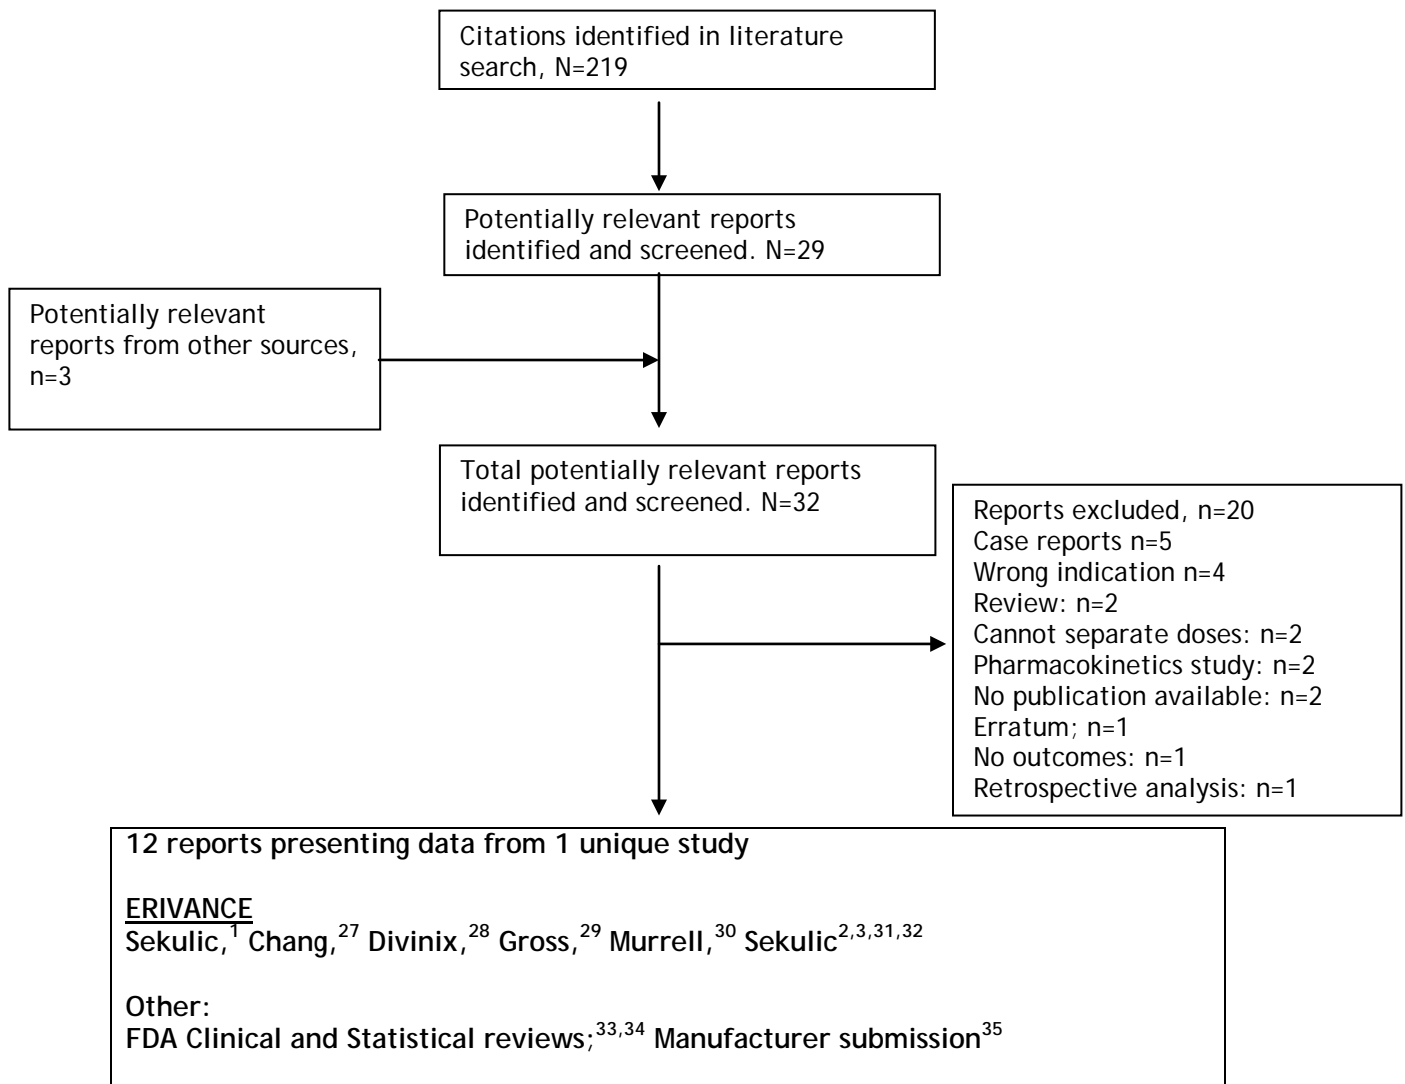 Citations identified in literature
search, N=219
Potentially relevant reports
identified and screened. N=29
Potentially relevant
reports from other sources,
n=3
Total potentially relevant reports
identified and screened. N=32
Reports excluded, n=20
Case reports n=5
Wrong indication n=4
Review: n=2
Cannot separate doses: n=2
Pharmacokinetics study: n=2
No publication available: n=2
Erratum; n=1
No outcomes: n=1
Retrospective analysis: n=1
12 reports presenting data from 1 unique study
ERIVANCE
Sekulic,1 Chang,27 Divinix,28 Gross,29 Murrell,30 Sekulic2,3,31,32
Other:
FDA Clinical and Statistical reviews;33,34 Manufacturer submission35